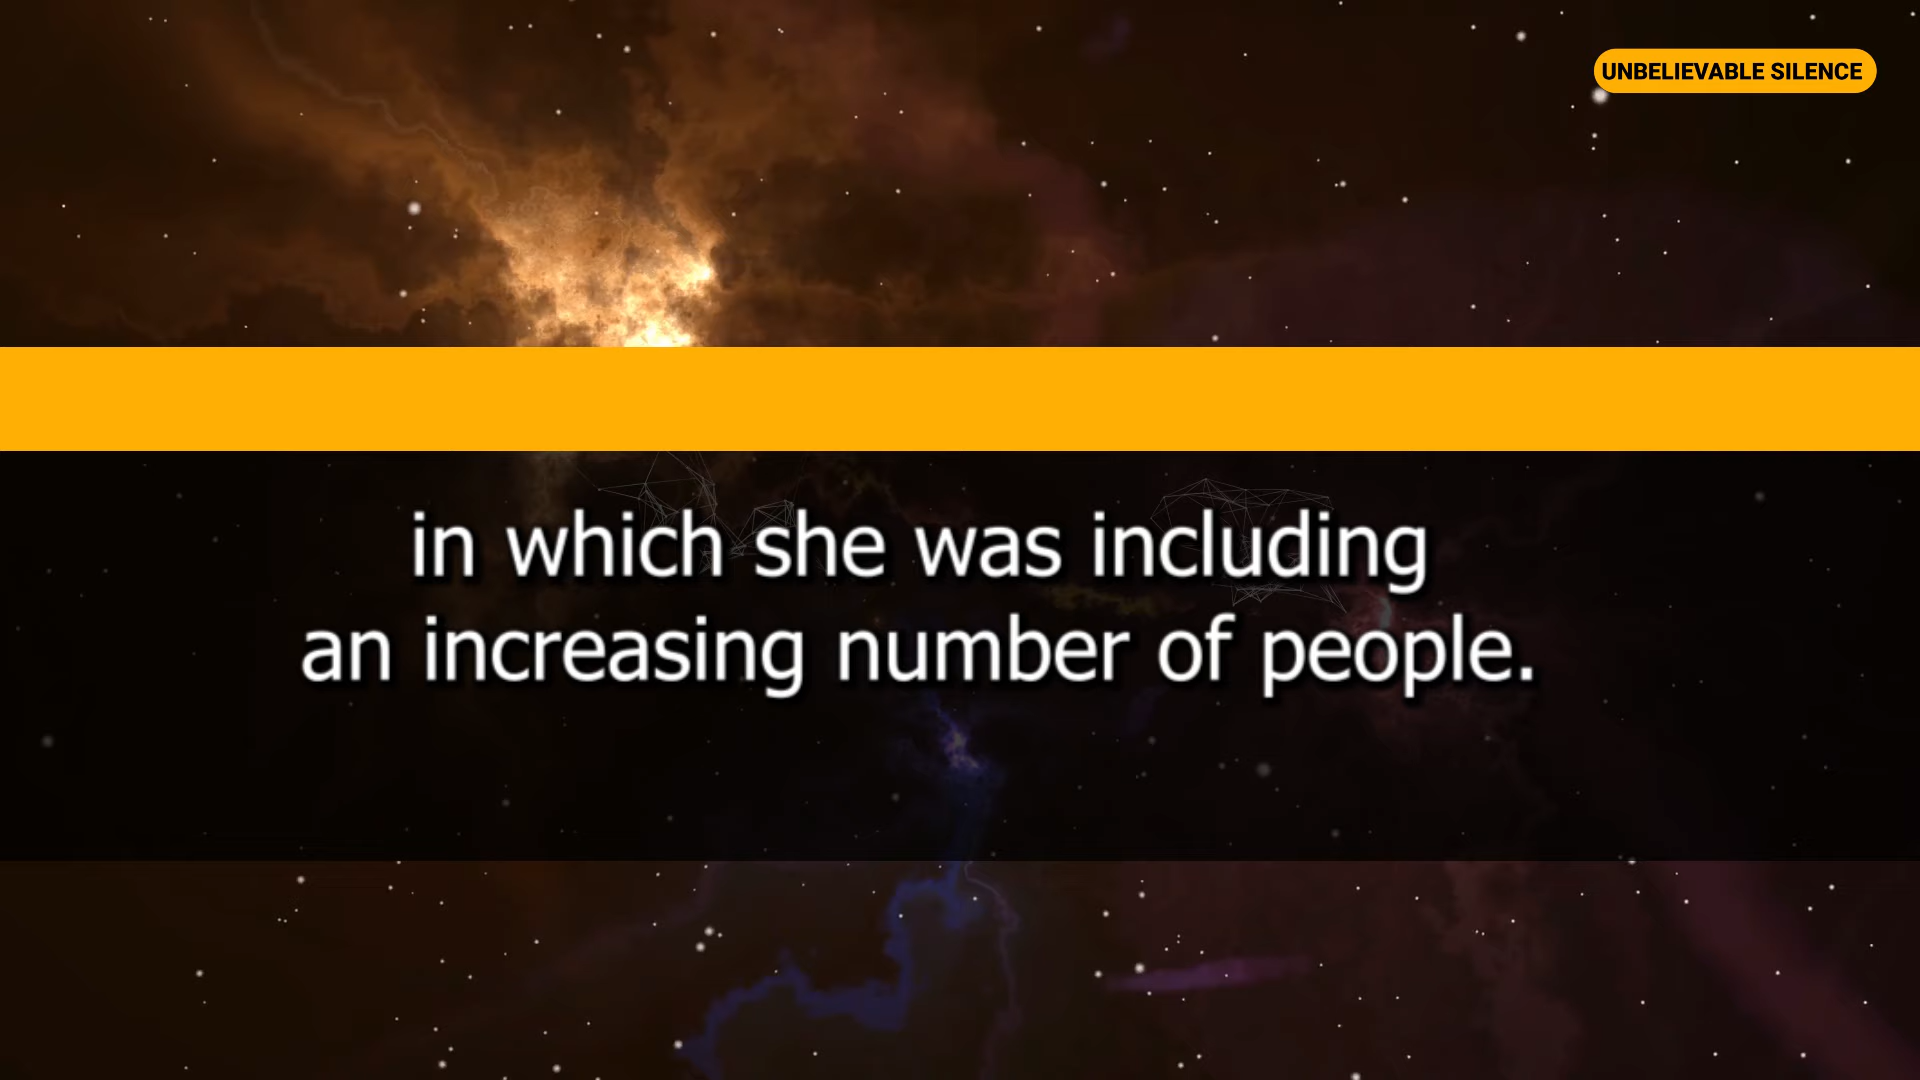 UNBELIEVABLE SILENCE
in which she was including
an increasing number of people.